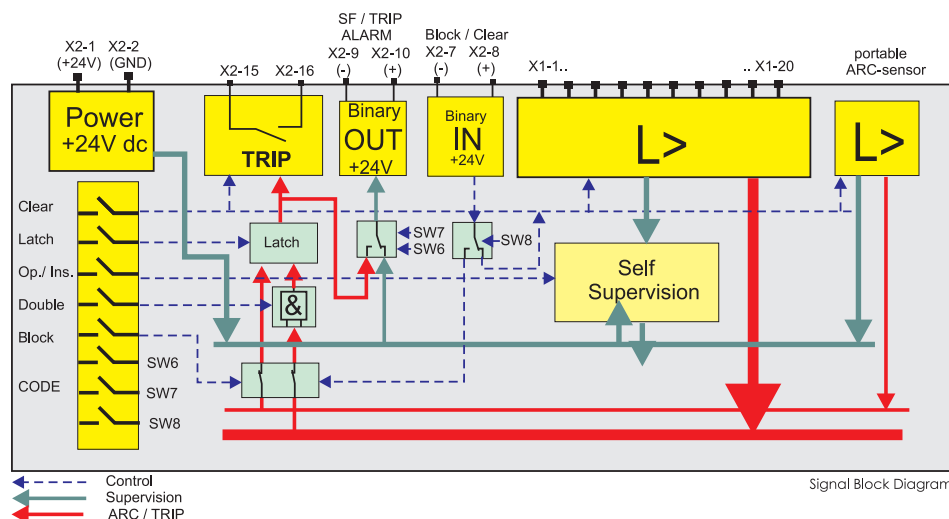 SF / TRIP
ALARM
Block / Clear
X2-1
(+24V)
X2-2
(GND)
X2-15
X2-16
X2-9
(-)
X2-10
(+)
X2-7
(-)
X2-8
(+)
X1-1..
.. X1-20
portable
ARC-sensor
Power
+24V dc
TRIP
Binary
OUT
+24V
Binary
IN
+24V
L>
L>
Clear
Latch
Op./ Ins.
Double
Block
CODE
SW6
SW7
SW8
Latch
&
SW7
SW6
SW8
Self
Supervision
Control
Supervision
ARC / TRIP
Signal Block Diagram